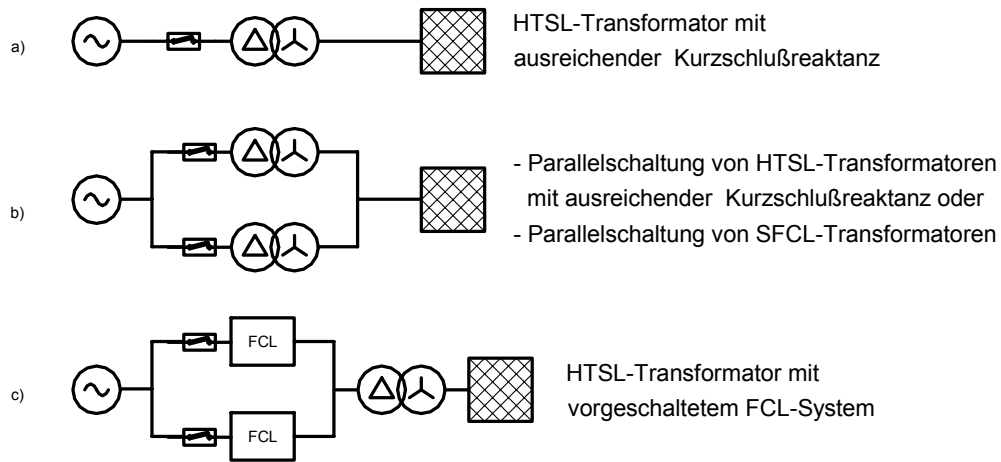 a)
HTSL-Transformator mit
ausreichender Kurzschlußreaktanz
b)
- Parallelschaltung von HTSL-Transformatoren
mit ausreichender Kurzschlußreaktanz oder
- Parallelschaltung von SFCL-Transformatoren
c)
FCL
FCL
HTSL-Transformator mit
vorgeschaltetem FCL-System